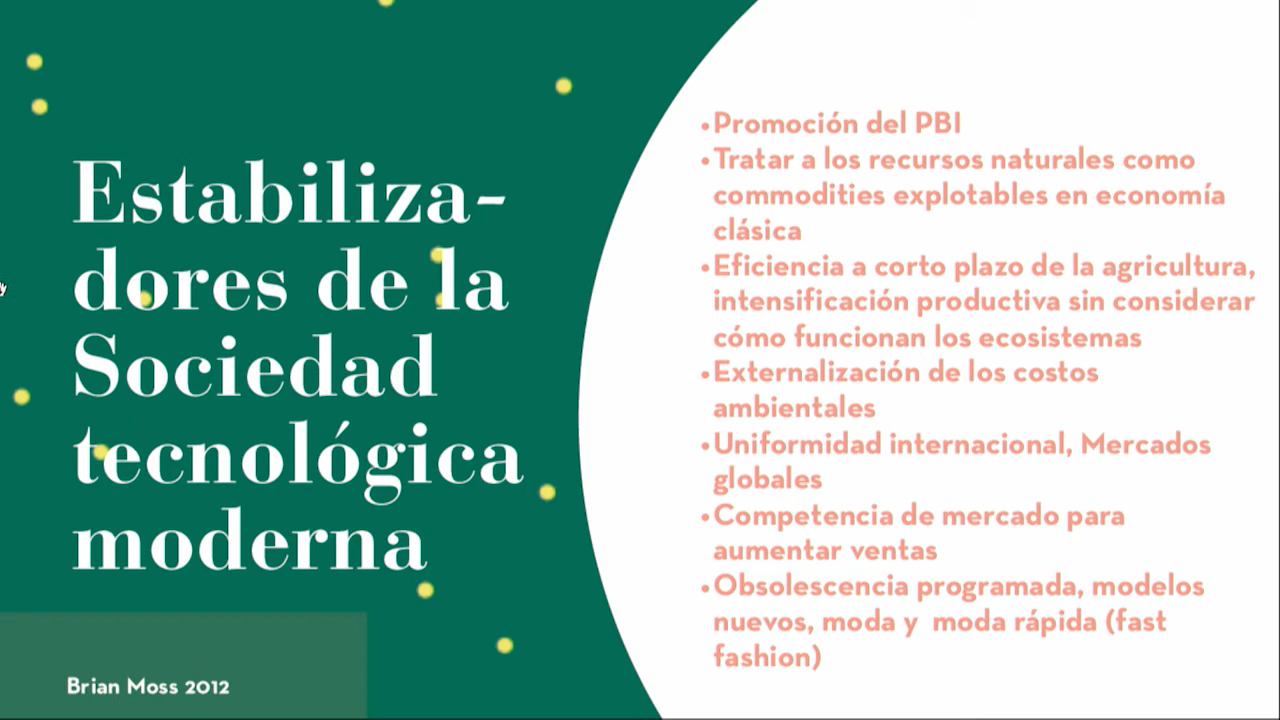 Estabiliza-
dores de la
Sociedad
tecnológica
moderna
Brian Moss 2012
•Promoción del PBI
•Tratar a los recursos naturales como
commodities explotables en economía
clásica
•Eficiencia a corto plazo de la agricultura,
intensificación productiva sin considerar
cómo funcionan los ecosistemas
•Externalización de los costos
ambientales
•Uniformidad internacional, Mercados
globales
•Competencia de mercado para
aumentar ventas
•Obsolescencia programada, modelos
nuevos, moda y  moda rápida (fast
fashion)